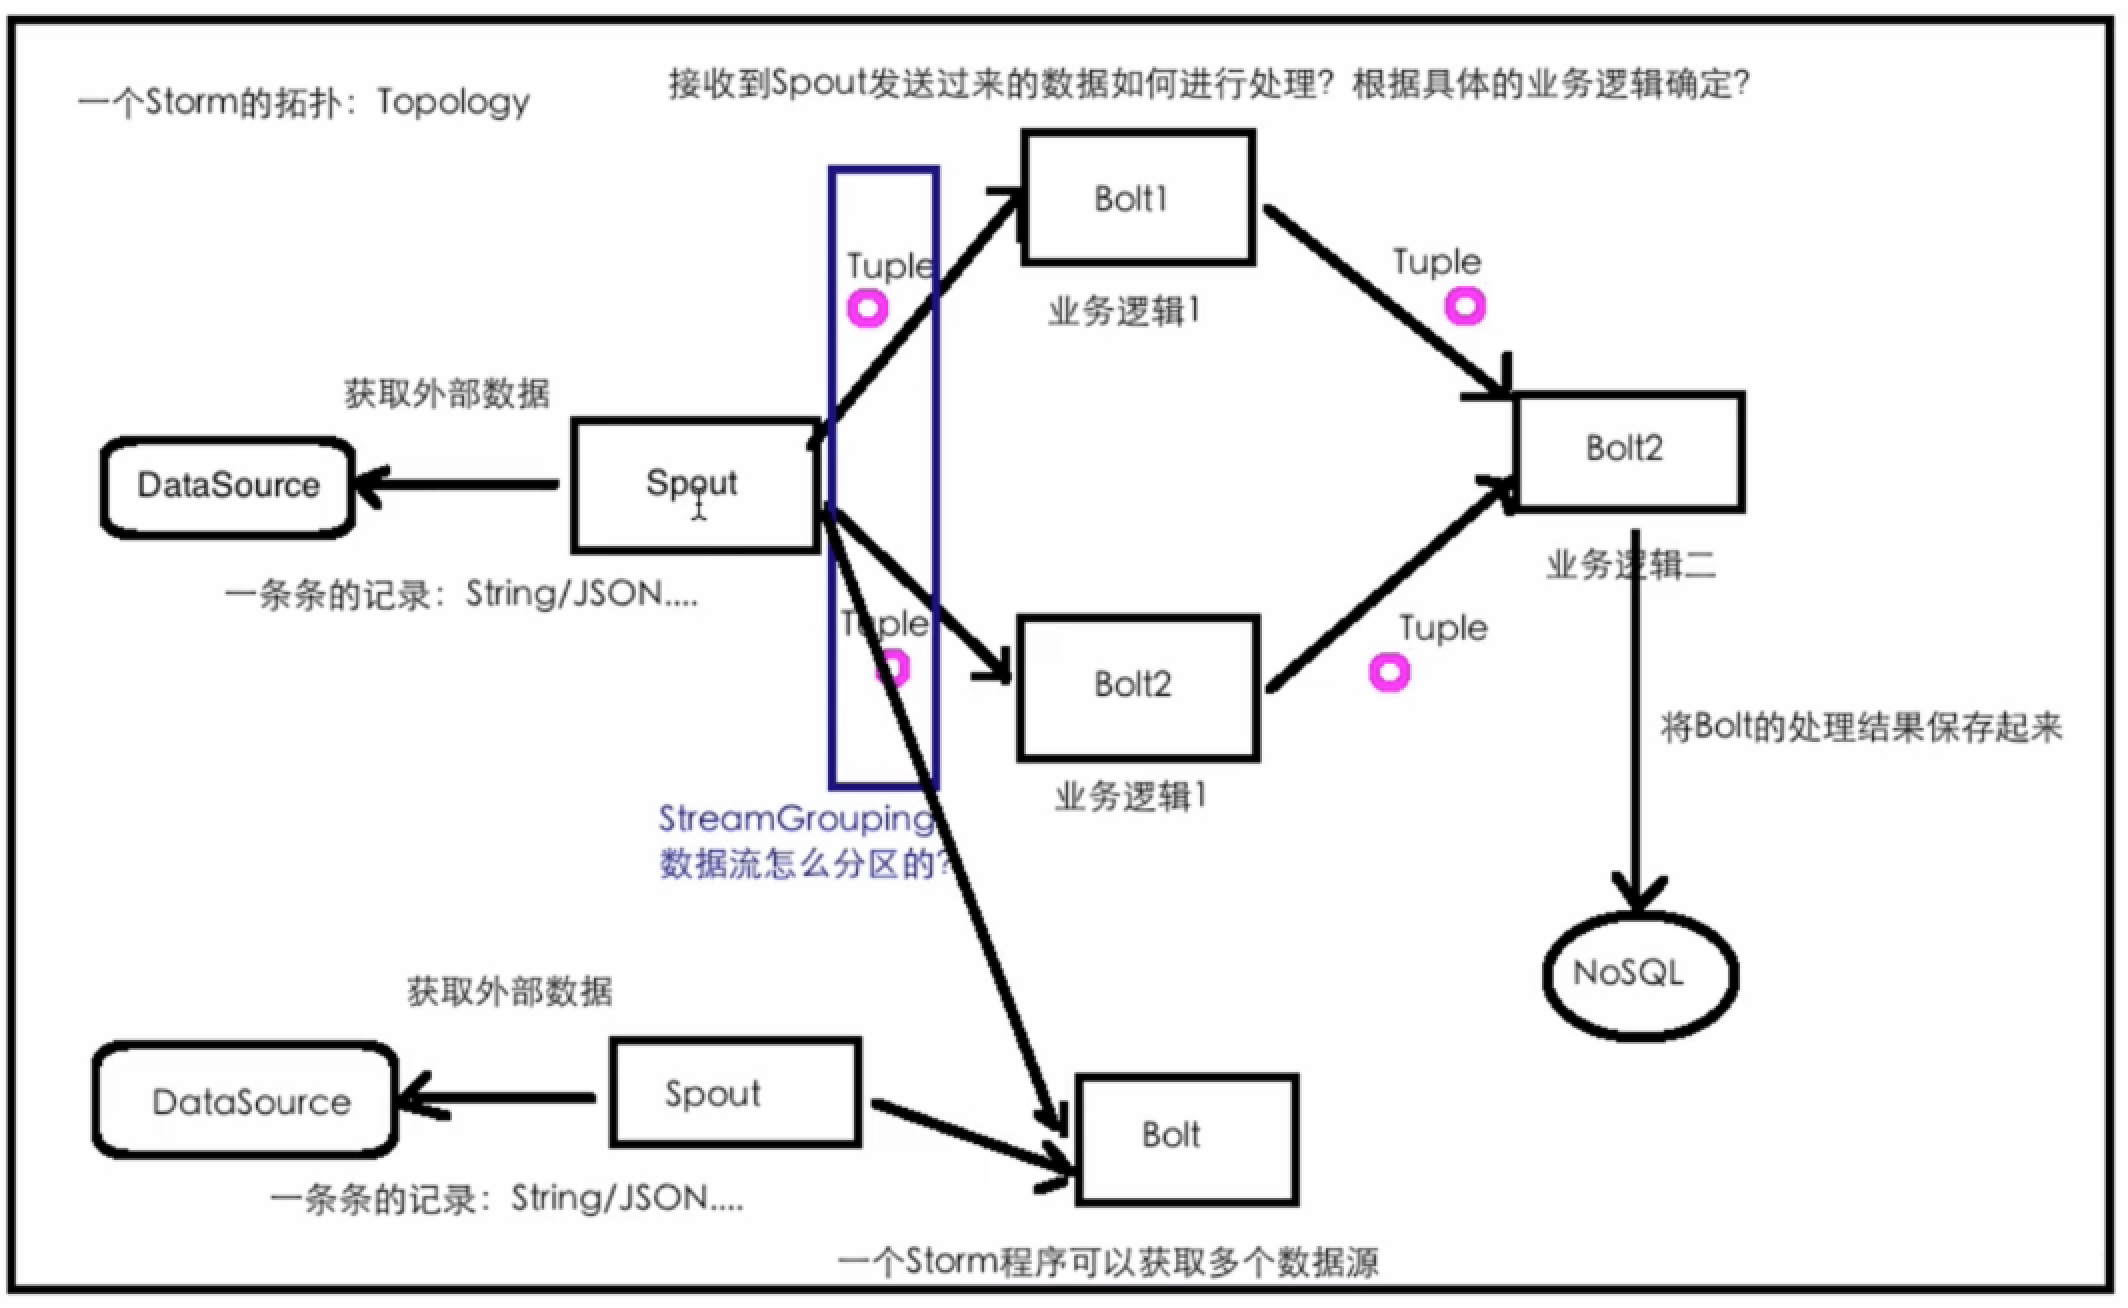 一个Storm的拓扑：Topology
接收到Spout发送过来的数据如何进行处理？根据具体的业务逻辑确定？
Bolt1
Tuple
Tuple
业务逻辑1
获取外部数据
DataSource
Spout
Bolt2
业务逻辑二
一条条的记录：String/JSON....
Tuple
Tuple
Bolt2
将Bolt的处理结果保存起来
业务逻辑1
StreamGrouping
数据流怎么分区的？
NoSQL
获取外部数据
DataSource
Spout
Bolt
一条条的记录：String/JSON....
一个Storm程序可以获取多个数据源